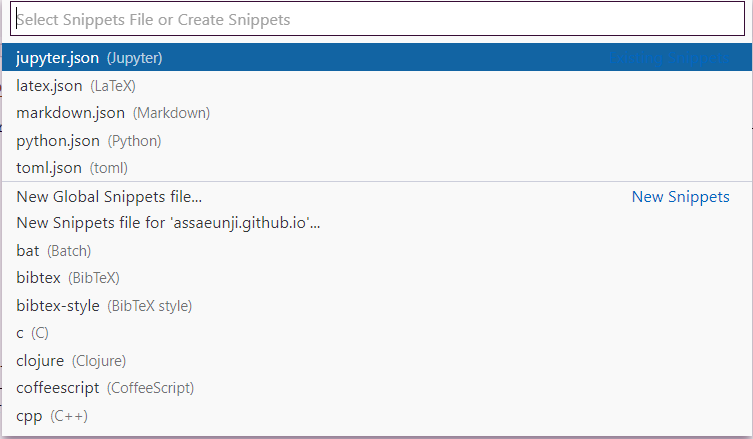 Select Snippets File or Create Snippets
jupyter.json (Jupyter)
latex.json (LaTeX)
markdown.json (Markdown)
python.json (Python)
toml.json (toml)
New Global Snippets file... New Snippets
New Snippets file for 'assaeunji.github.io'...
bat (Batch)
bibtex (BibTeX)
bibtex-style (BibTeX style)
c (C)
clojure (Clojure)
coffeescript (CoffeeScript)
cpp (C++)